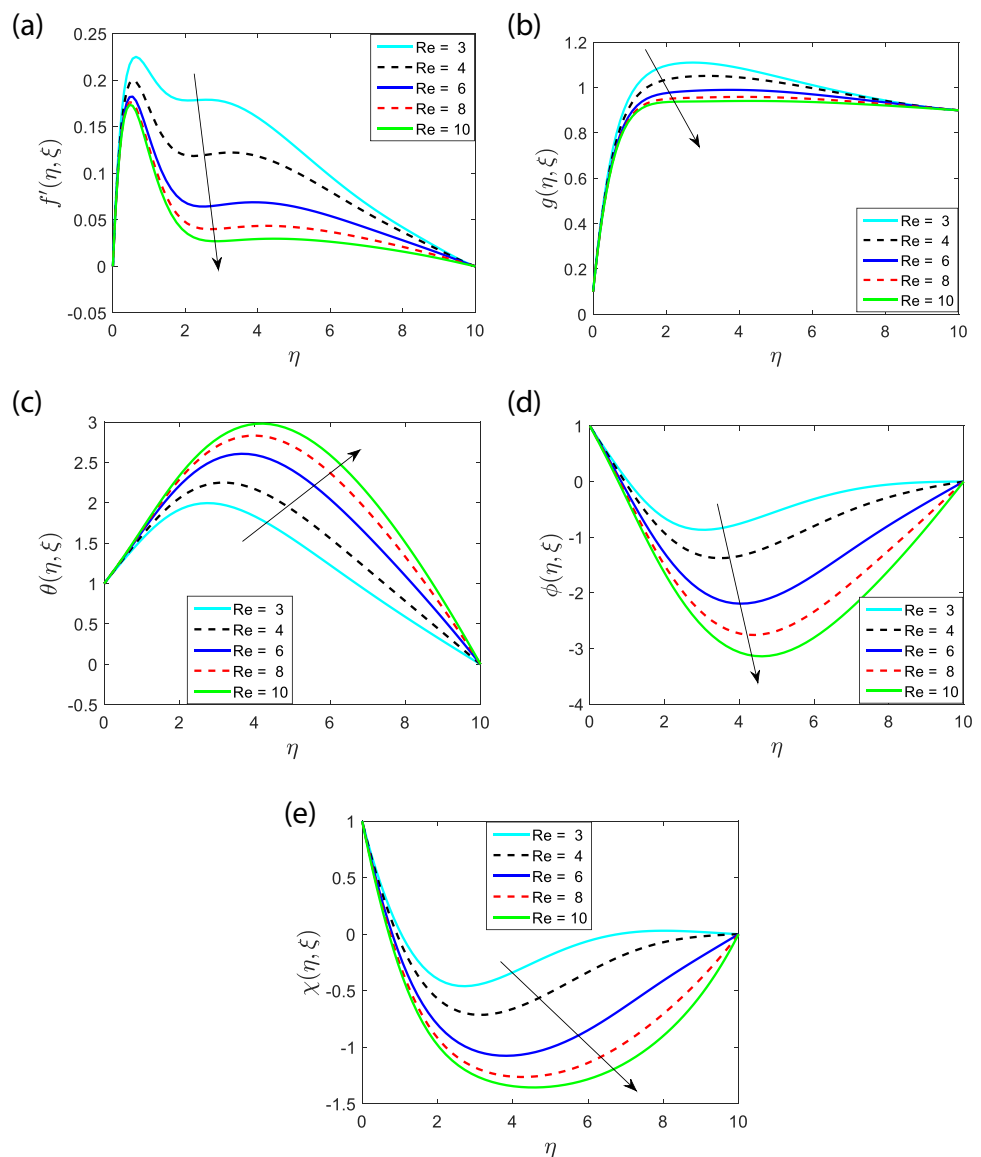 (a)
f′(η, ξ)
0.25
0.2
0.15
0.1
0.05
0
-0.05
0 2 4 6 8 10
η
Re = 3
Re = 4
Re = 6
Re = 8
Re = 10
(b)
g(η, ξ)
1.2
1
0.8
0.6
0.4
0.2
0
0 2 4 6 8 10
η
Re = 3
Re = 4
Re = 6
Re = 8
Re = 10
(c)
θ(η, ξ)
3
2.5
2
1.5
1
0.5
0
-0.5
0 2 4 6 8 10
η
Re = 3
Re = 4
Re = 6
Re = 8
Re = 10
(d)
ϕ(η, ξ)
1
0
-1
-2
-3
-4
0 2 4 6 8 10
η
Re = 3
Re = 4
Re = 6
Re = 8
Re = 10
(e)
χ(η, ξ)
1
0.5
0
-0.5
-1
-1.5
0 2 4 6 8 10
η
Re = 3
Re = 4
Re = 6
Re = 8
Re = 10